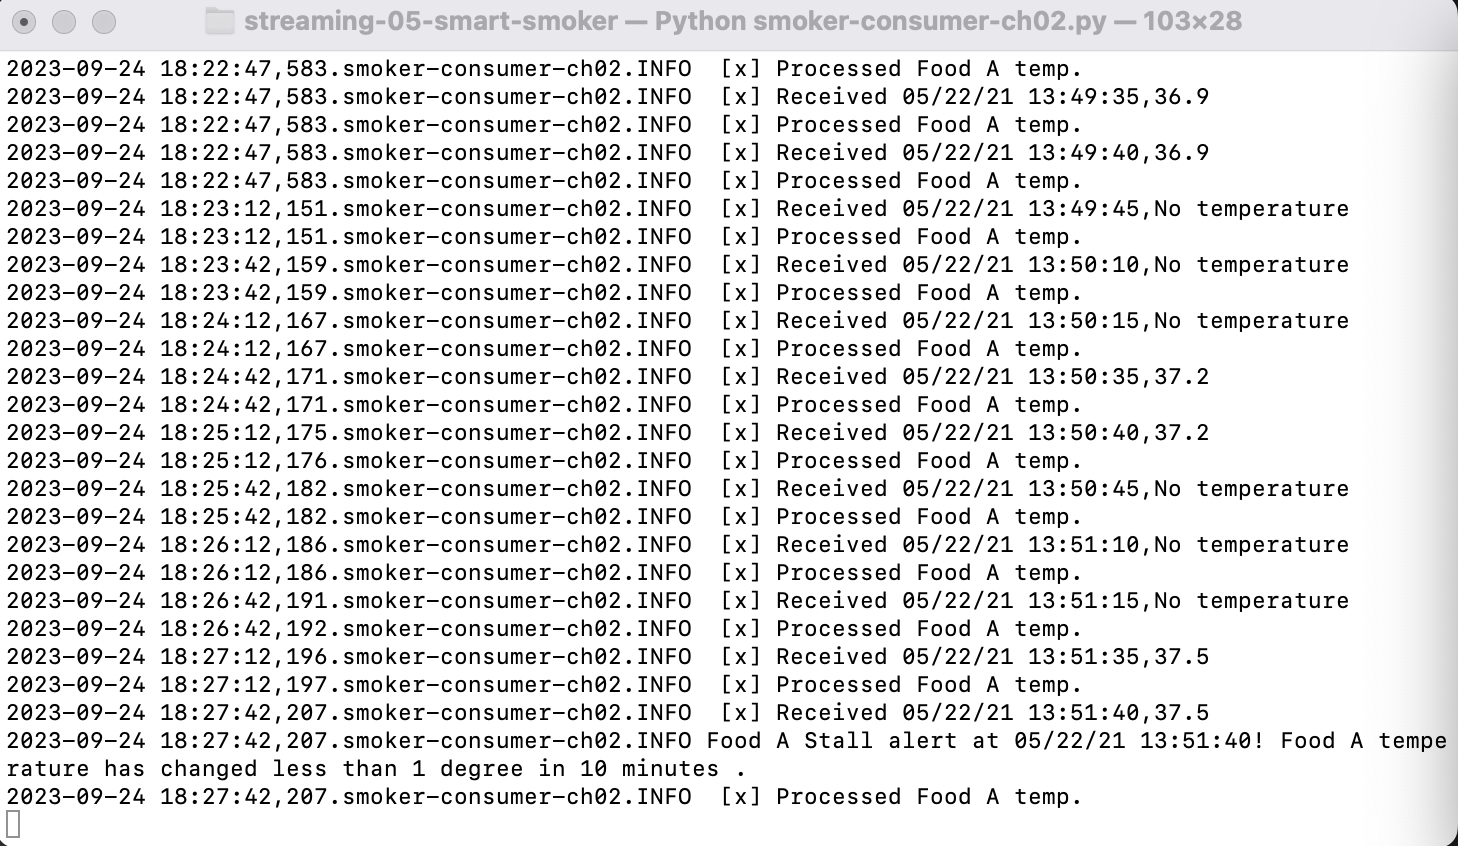 streaming-05-smart-smoker — Python smoker-consumer-ch02.py — 103×28
2023-09-24 18:22:47,583.smoker-consumer-ch02.INFO  [x] Processed Food A temp.
2023-09-24 18:22:47,583.smoker-consumer-ch02.INFO  [x] Received 05/22/21 13:49:35,36.9
2023-09-24 18:22:47,583.smoker-consumer-ch02.INFO  [x] Processed Food A temp.
2023-09-24 18:22:47,583.smoker-consumer-ch02.INFO  [x] Received 05/22/21 13:49:40,36.9
2023-09-24 18:22:47,583.smoker-consumer-ch02.INFO  [x] Processed Food A temp.
2023-09-24 18:23:12,151.smoker-consumer-ch02.INFO  [x] Received 05/22/21 13:49:45,No temperature
2023-09-24 18:23:12,151.smoker-consumer-ch02.INFO  [x] Processed Food A temp.
2023-09-24 18:23:42,159.smoker-consumer-ch02.INFO  [x] Received 05/22/21 13:50:10,No temperature
2023-09-24 18:23:42,159.smoker-consumer-ch02.INFO  [x] Processed Food A temp.
2023-09-24 18:24:12,167.smoker-consumer-ch02.INFO  [x] Received 05/22/21 13:50:15,No temperature
2023-09-24 18:24:12,167.smoker-consumer-ch02.INFO  [x] Processed Food A temp.
2023-09-24 18:24:42,171.smoker-consumer-ch02.INFO  [x] Received 05/22/21 13:50:35,37.2
2023-09-24 18:24:42,171.smoker-consumer-ch02.INFO  [x] Processed Food A temp.
2023-09-24 18:25:12,175.smoker-consumer-ch02.INFO  [x] Received 05/22/21 13:50:40,37.2
2023-09-24 18:25:12,176.smoker-consumer-ch02.INFO  [x] Processed Food A temp.
2023-09-24 18:25:42,182.smoker-consumer-ch02.INFO  [x] Received 05/22/21 13:50:45,No temperature
2023-09-24 18:25:42,182.smoker-consumer-ch02.INFO  [x] Processed Food A temp.
2023-09-24 18:26:12,186.smoker-consumer-ch02.INFO  [x] Received 05/22/21 13:51:10,No temperature
2023-09-24 18:26:12,186.smoker-consumer-ch02.INFO  [x] Processed Food A temp.
2023-09-24 18:26:42,191.smoker-consumer-ch02.INFO  [x] Received 05/22/21 13:51:15,No temperature
2023-09-24 18:26:42,192.smoker-consumer-ch02.INFO  [x] Processed Food A temp.
2023-09-24 18:27:12,196.smoker-consumer-ch02.INFO  [x] Received 05/22/21 13:51:35,37.5
2023-09-24 18:27:12,197.smoker-consumer-ch02.INFO  [x] Processed Food A temp.
2023-09-24 18:27:42,207.smoker-consumer-ch02.INFO  [x] Received 05/22/21 13:51:40,37.5
2023-09-24 18:27:42,207.smoker-consumer-ch02.INFO Food A Stall alert at 05/22/21 13:51:40! Food A tempe
rature has changed less than 1 degree in 10 minutes .
2023-09-24 18:27:42,207.smoker-consumer-ch02.INFO  [x] Processed Food A temp.